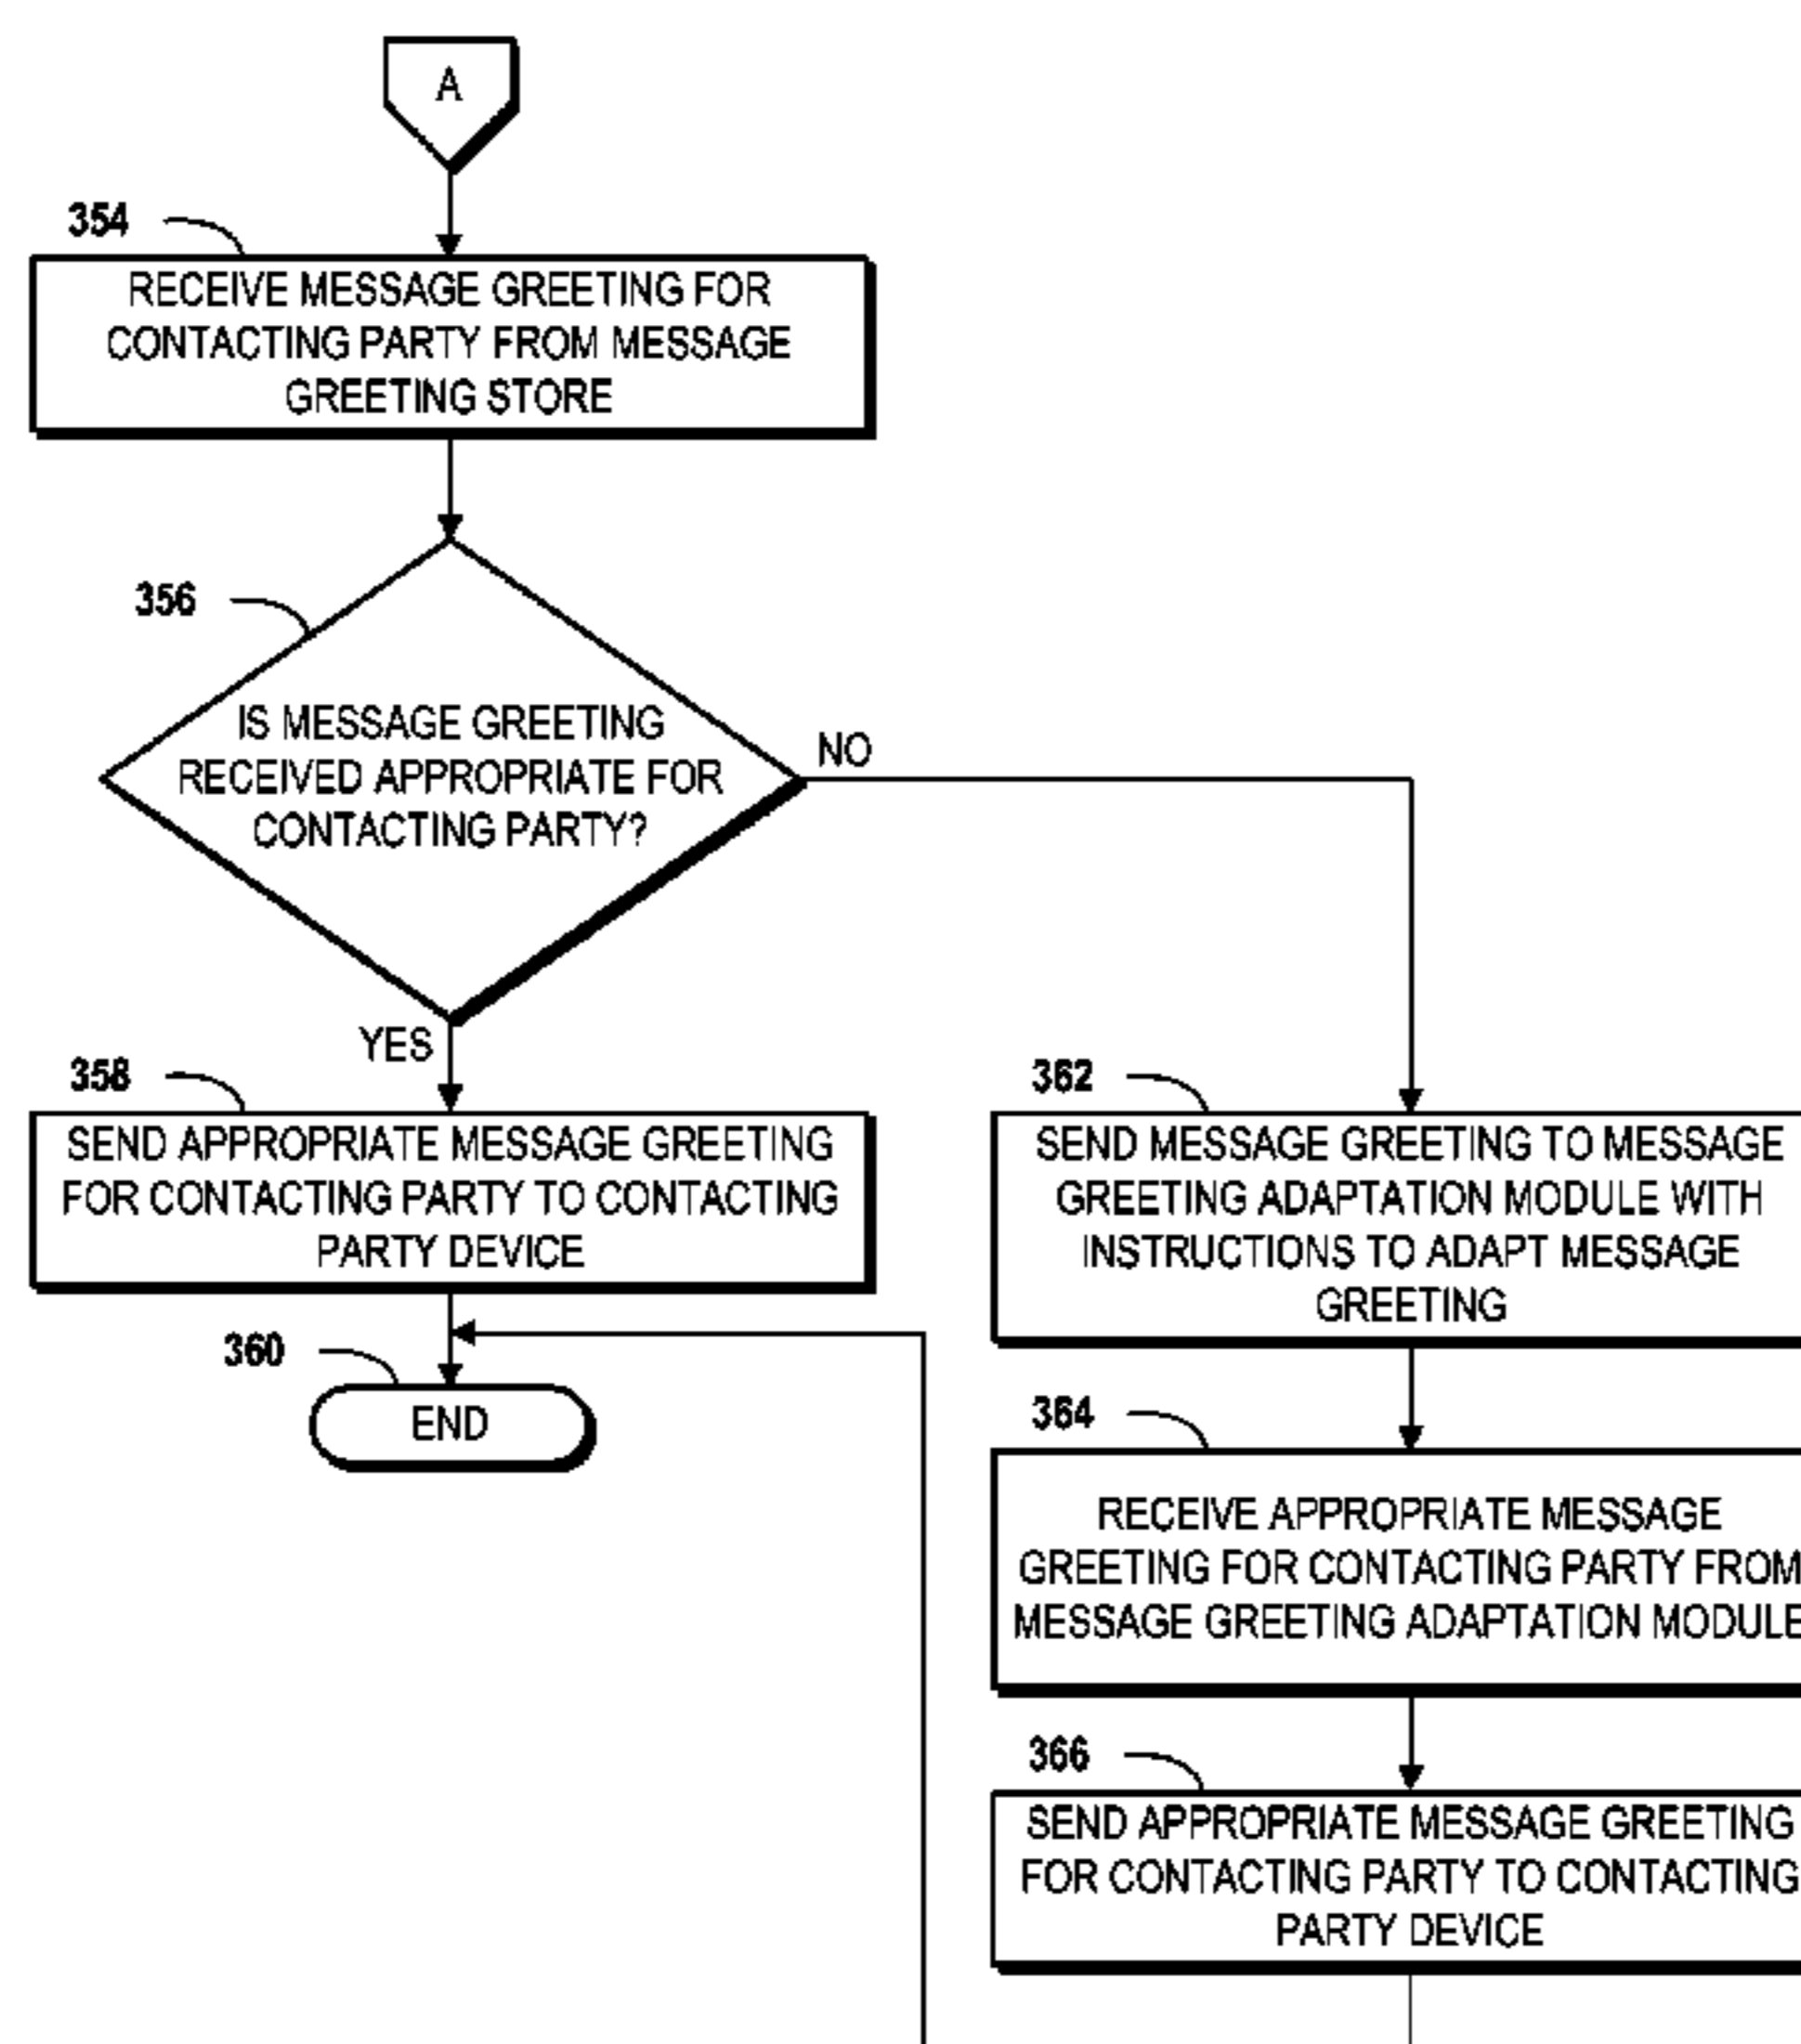 A
354
RECEIVE MESSAGE GREETING FOR
CONTACTING PARTY FROM MESSAGE
GREETING STORE
356
IS MESSAGE GREETING
RECEIVED APPROPRIATE FOR
CONTACTING PARTY?
NO
YES
358
SEND APPROPRIATE MESSAGE GREETING
FOR CONTACTING PARTY TO CONTACTING
PARTY DEVICE
360
END
362
SEND MESSAGE GREETING TO MESSAGE
GREETING ADAPTATION MODULE WITH
INSTRUCTIONS TO ADAPT MESSAGE
GREETING
364
RECEIVE APPROPRIATE MESSAGE
GREETING FOR CONTACTING PARTY FROM
MESSAGE GREETING ADAPTATION MODULE
366
SEND APPROPRIATE MESSAGE GREETING
FOR CONTACTING PARTY TO CONTACTING
PARTY DEVICE